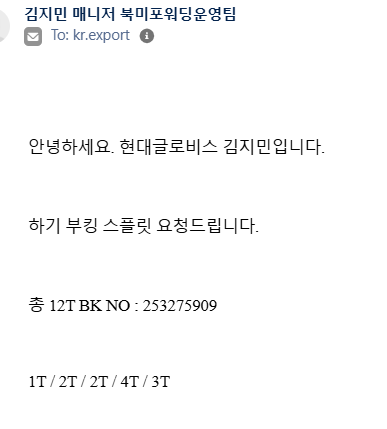 김지민 매니저 북미포워딩운영팀
To: kr.export
안녕하세요. 현대글로비스 김지민입니다.
하기 부킹 스플릿 요청드립니다.
총 12T BK NO : 253275909
1T / 2T / 2T / 4T / 3T